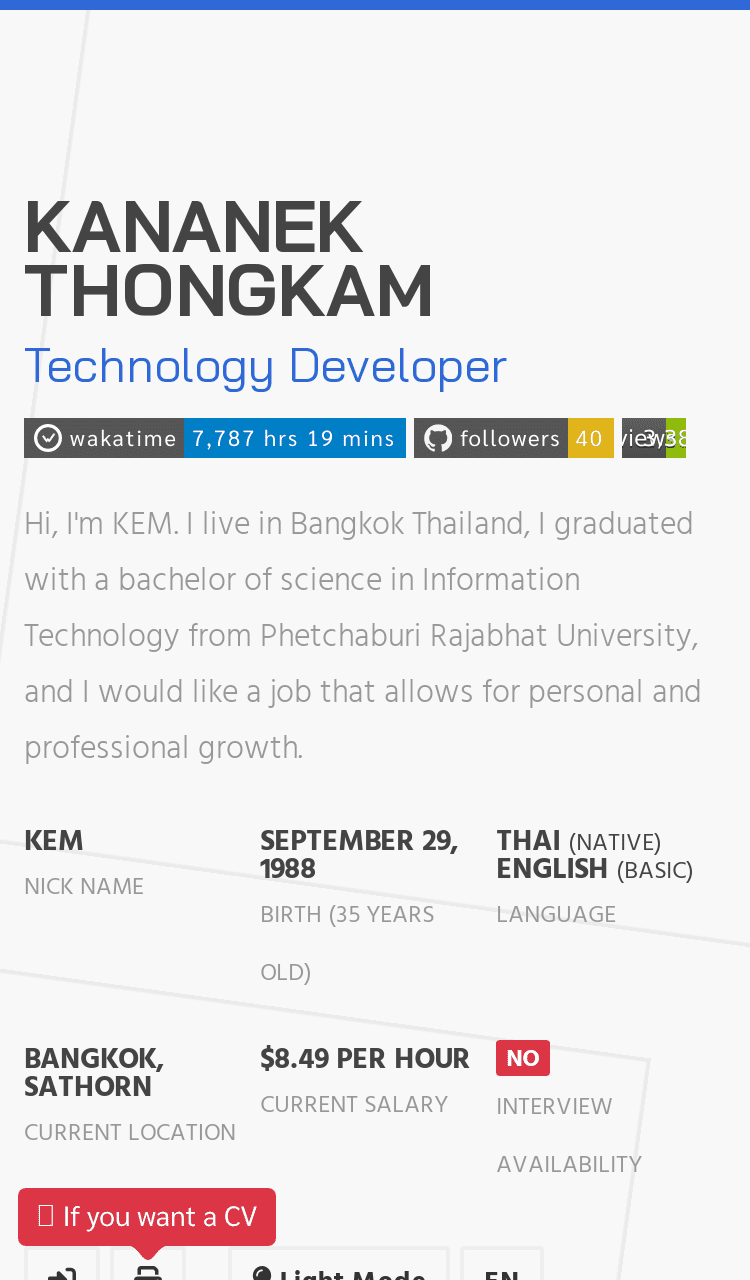 KANANEK
THONGKAM
Technology Developer
wakatime 7,787 hrs 19 mins followers 40
Hi, I'm KEM. I live in Bangkok Thailand, I graduated
with a bachelor of science in Information
Technology from Phetchaburi Rajabhat University,
and I would like a job that allows for personal and
professional growth.
KEM
NICK NAME
SEPTEMBER 29,
1988
BIRTH (35 YEARS
OLD)
THAI (NATIVE)
ENGLISH (BASIC)
LANGUAGE
BANGKOK,
SATHORN
CURRENT LOCATION
$8.49 PER HOUR
CURRENT SALARY
NO
INTERVIEW
AVAILABILITY
If you want a CV
Light Mode
EN